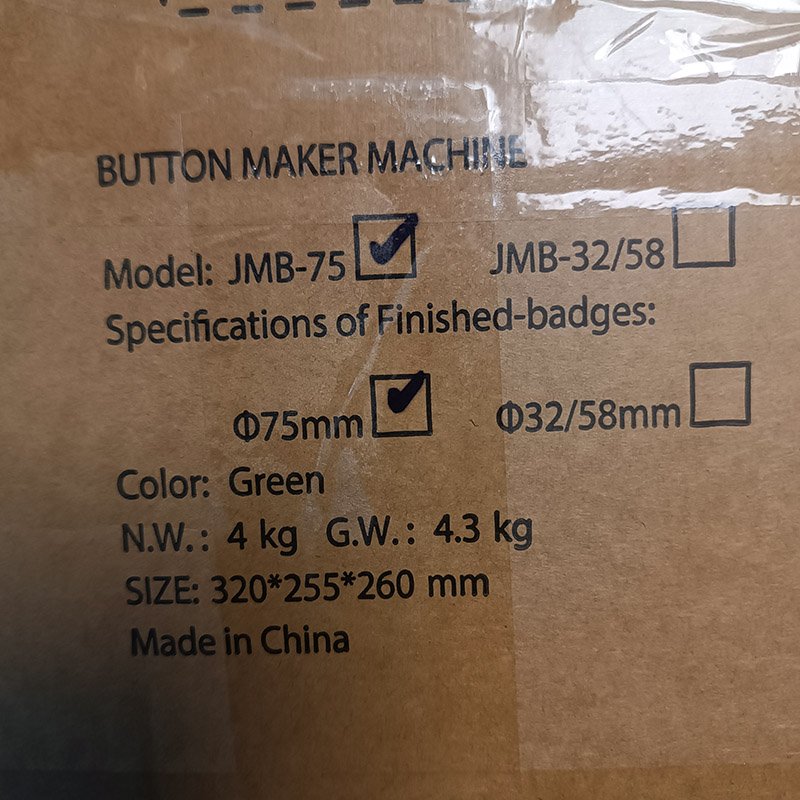 BUTTON MAKER MACHINE
Model: JMB-75 ☑ JMB-32/58 ☐
Specifications of Finished-badges:
Φ75mm ☑ Φ32/58mm ☐
Color: Green
N.W.: 4 kg G.W.: 4.3 kg
SIZE: 320*255*260 mm
Made in China